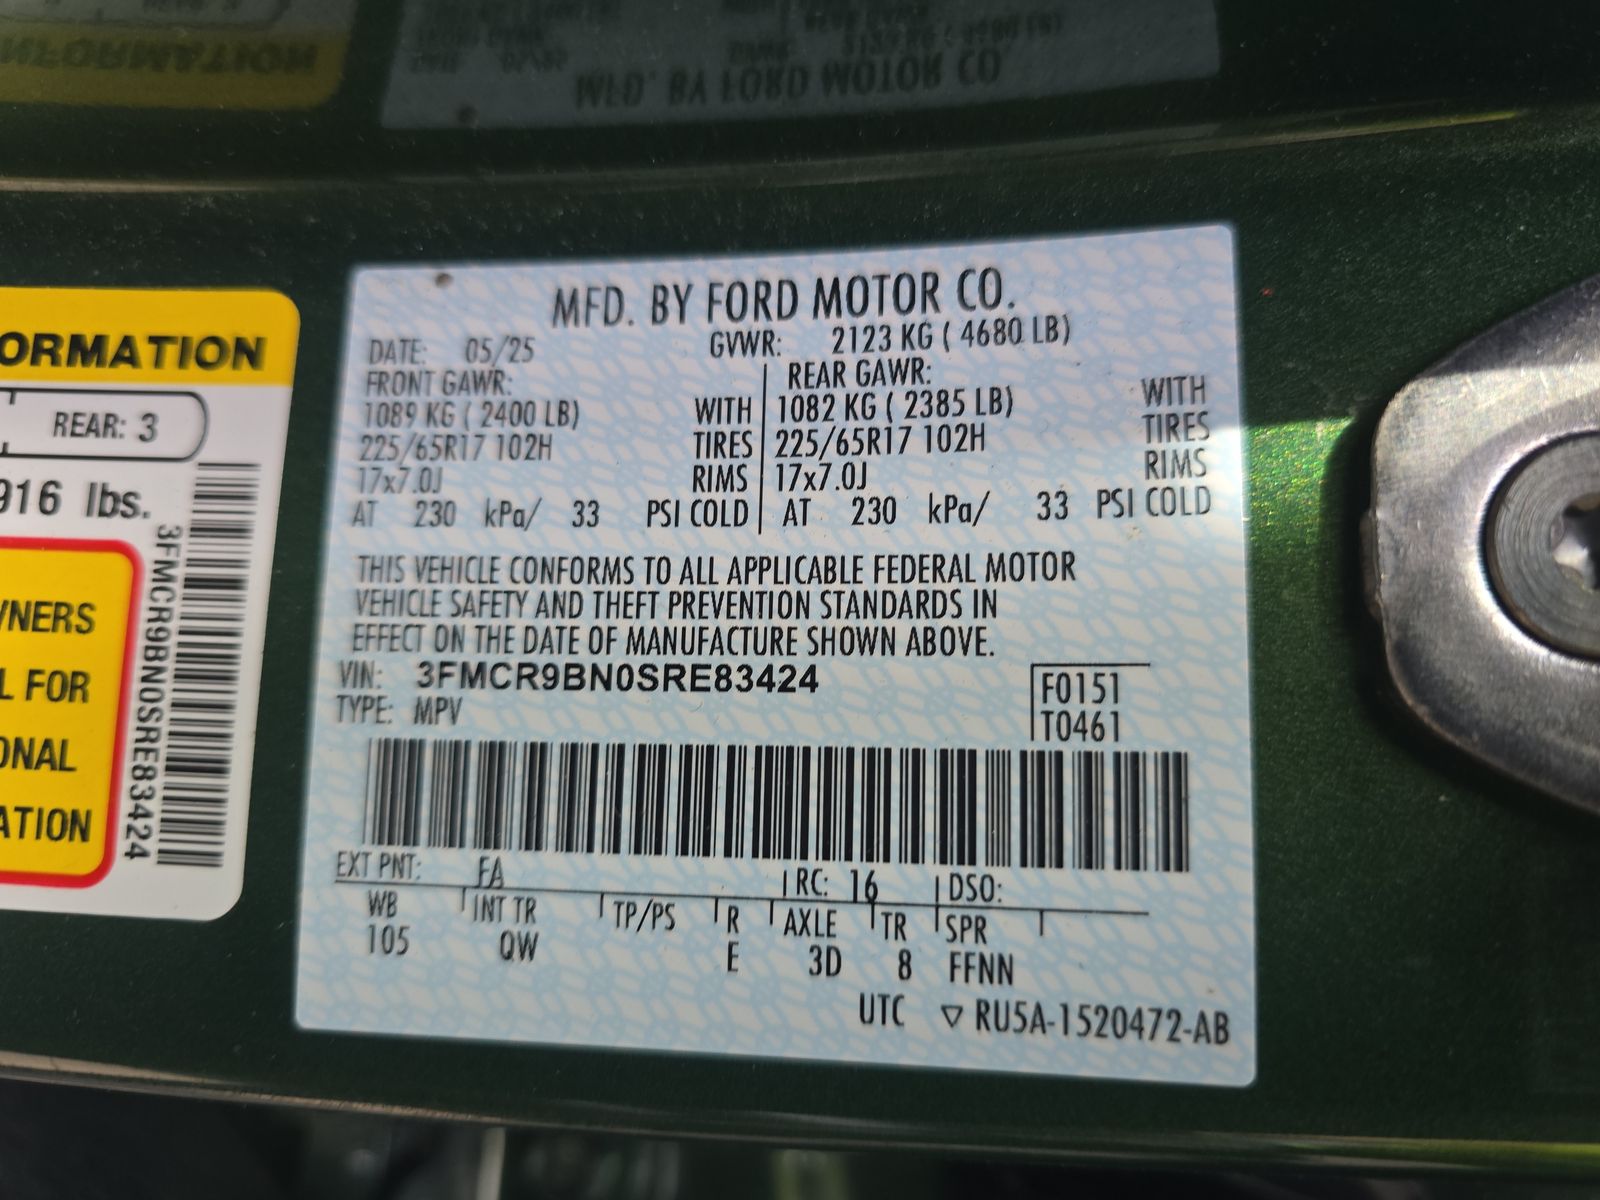 MFD. BY FORD MOTOR CO
ORMATION
REAR: 3
916 lbs.
WNERS
L FOR
ONAL
ATION
3FMCR9BN0SRE83424
MFD. BY FORD MOTOR CO.
DATE: 05/25 GVWR: 2123 KG ( 4680 LB)
FRONT GAWR: REAR GAWR:
1089 KG ( 2400 LB) WITH 1082 KG ( 2385 LB) WITH
225/65R17 102H TIRES 225/65R17 102H TIRES
17x7.0J RIMS 17x7.0J RIMS
AT 230 kPa/ 33 PSI COLD AT 230 kPa/ 33 PSI COLD
THIS VEHICLE CONFORMS TO ALL APPLICABLE FEDERAL MOTOR
VEHICLE SAFETY AND THEFT PREVENTION STANDARDS IN
EFFECT ON THE DATE OF MANUFACTURE SHOWN ABOVE.
VIN: 3FMCR9BN0SRE83424
TYPE: MPV
F0151
T0461
EXT PNT: FA RC: 16 DSO:
WB INT TR TP/PS R AXLE TR SPR
105 QW E 3D 8 FFNN
UTC ▽ RU5A-1520472-AB